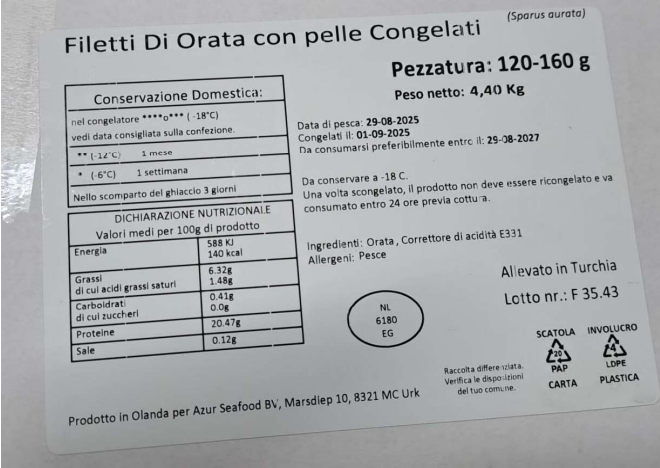 Filetti Di Orata con pelle Congelati
(Sparus aurata)
Pezzatura: 120-160 g
Peso netto: 4,40 Kg
Conservazione Domestica:
nel congelatore ****o*** (-18°C)
vedi data consigliata sulla confezione.
** (-12°C) 1 mese
* (-6°C) 1 settimana
Nello scomparto del ghiaccio 3 giorni
Data di pesca: 29-08-2025
Congelati il: 01-09-2025
Da consumarsi preferibilmente entro il: 29-08-2027
Da conservare a -18 C.
Una volta scongelato, il prodotto non deve essere ricongelato e va
consumato entro 24 ore previa cottura.
DICHIARAZIONE NUTRIZIONALE
Valori medi per 100g di prodotto
Energia 588 KJ
140 kcal
Grassi 6.32g
di cui acidi grassi saturi 1.48g
Carboidrati 0.41g
di cui zuccheri 0.0g
Proteine 20.47g
Sale 0.12g
Ingredienti: Orata, Correttore di acidità E331
Allergeni: Pesce
Allevato in Turchia
Lotto nr.: F 35.43
NL
6180
EG
SCATOLA
20
PAP
CARTA
INVOLUCRO
4
LDPE
PLASTICA
Raccolta differenziata.
Verifica le disposizioni
del tuo comune.
Prodotto in Olanda per Azur Seafood BV, Marsdiep 10, 8321 MC Urk